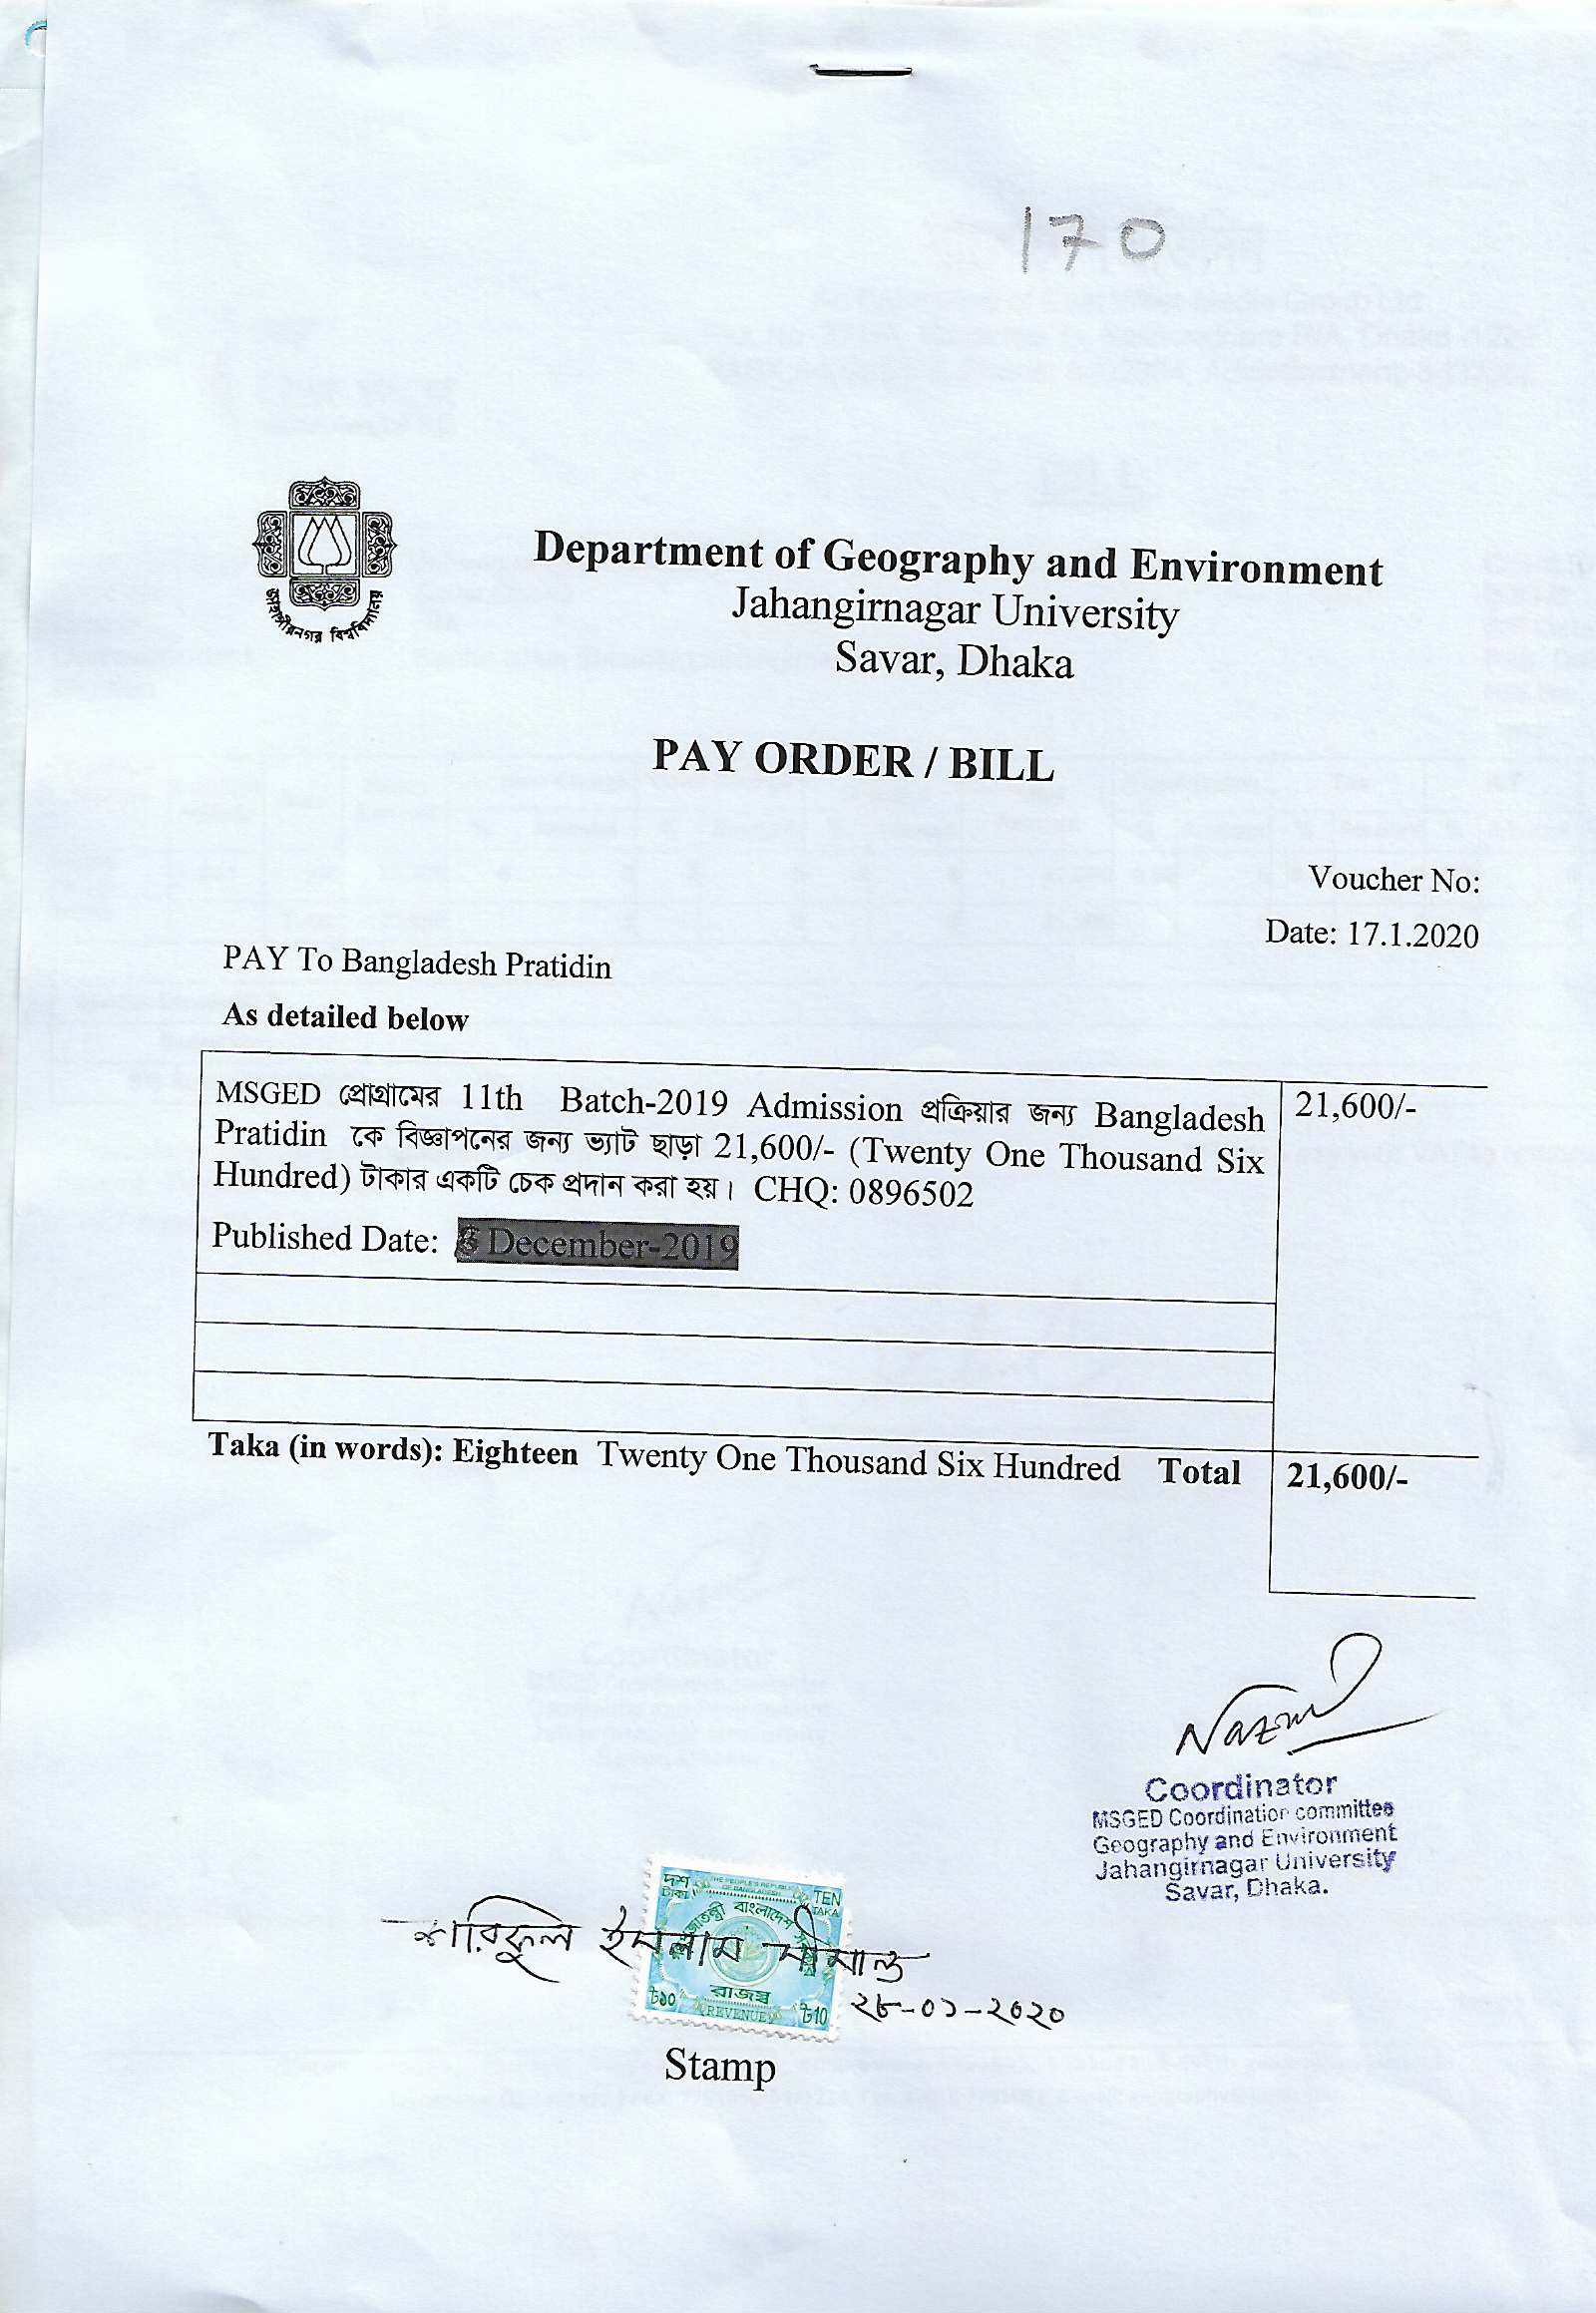 170
জাহাঙ্গীরনগর বিশ্ববিদ্যালয়
Department of Geography and Environment
Jahangirnagar University
Savar, Dhaka
PAY ORDER / BILL
Voucher No:
Date: 17.1.2020
PAY To Bangladesh Pratidin
As detailed below
MSGED প্রোগ্রামের 11th Batch-2019 Admission প্রক্রিয়ার জন্য Bangladesh 21,600/-
Pratidin কে বিজ্ঞাপনের জন্য ভ্যাট ছাড়া 21,600/- (Twenty One Thousand Six
Hundred) টাকার একটি চেক প্রদান করা হয়। CHQ: 0896502
Published Date: December-2019
Taka (in words): Eighteen Twenty One Thousand Six Hundred Total 21,600/-
Coordinator
MSGED Coordination committee
Geography and Environment
Jahangirnagar University
Savar, Dhaka.
দশ টাকা THE PEOPLE'S REPUBLIC OF BANGLADESH TEN TAKA
বাংলাদেশ
শরিফুল ইসলাম সীমান্ত
রাজস্ব
৳১০ REVENUE ৳10
২৮-০১-২০২০
Stamp